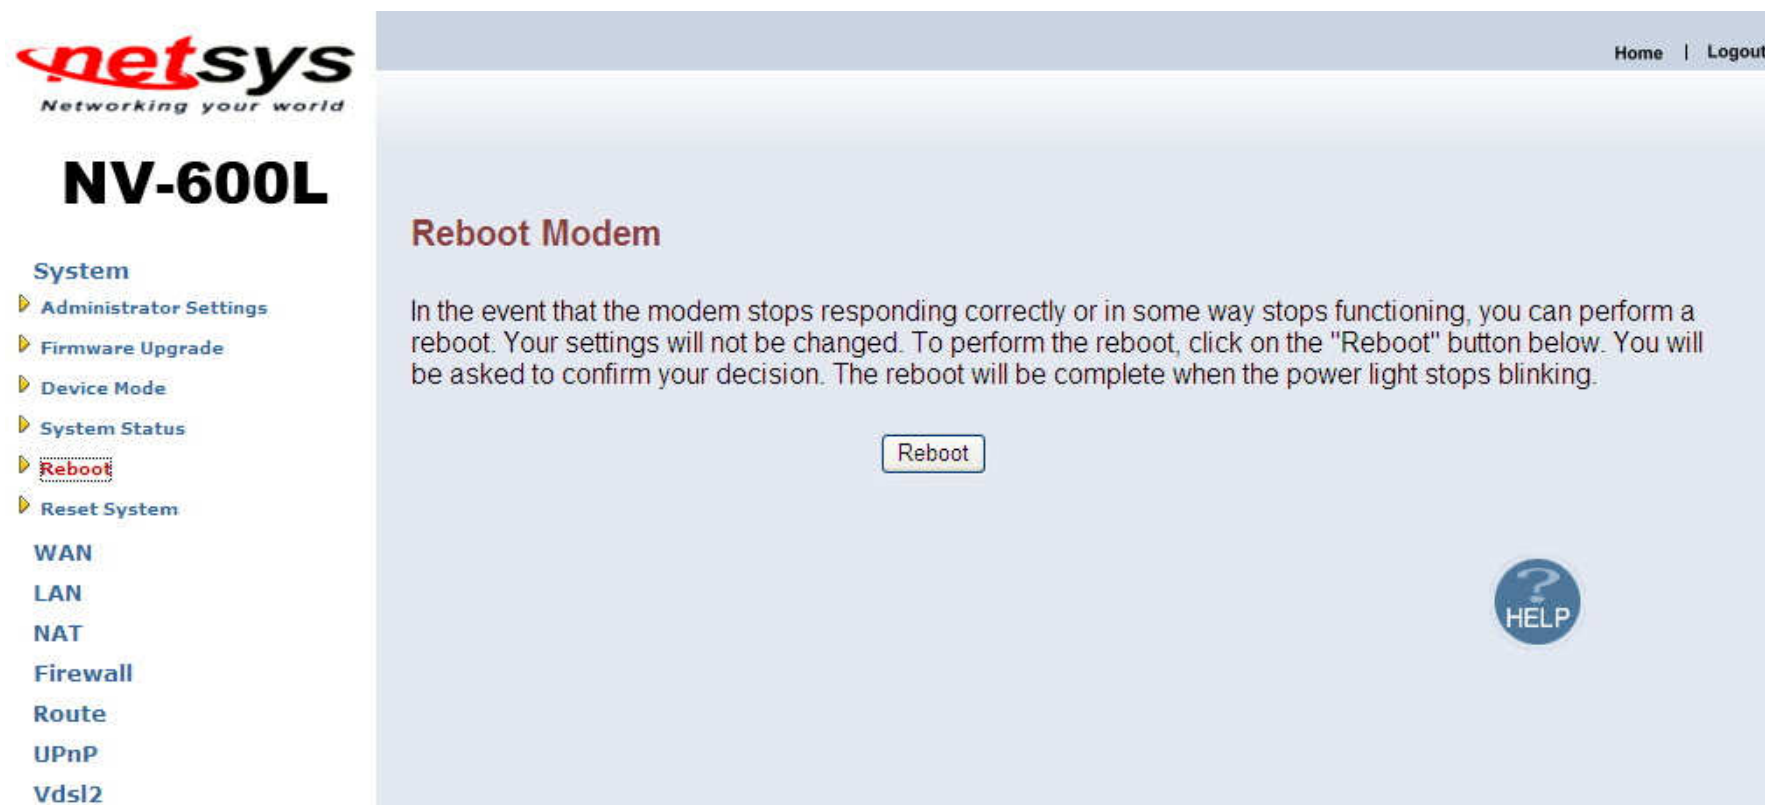 netsys
Networking your world
NV-600L
System
Administrator Settings
Firmware Upgrade
Device Mode
System Status
Reboot
Reset System
WAN
LAN
NAT
Firewall
Route
UPnP
Vdsl2
Home | Logout
Reboot Modem
In the event that the modem stops responding correctly or in some way stops functioning, you can perform a
reboot. Your settings will not be changed. To perform the reboot, click on the "Reboot" button below. You will
be asked to confirm your decision. The reboot will be complete when the power light stops blinking.
Reboot
?
HELP